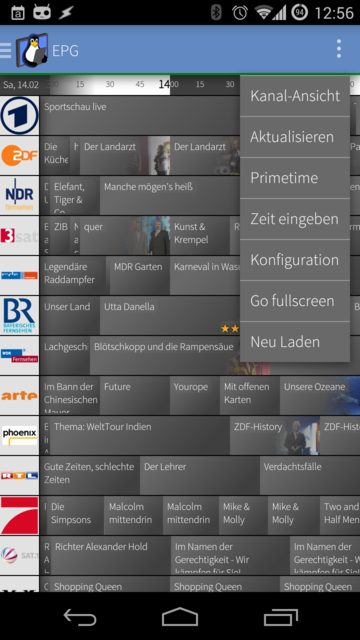 94 12:56
EPG
Sa, 14.02
15 30 45 14 00 15
Sportschau live
Kanal-Ansicht
Aktualisieren
Primetime
Zeit eingeben
Konfiguration
Go fullscreen
Neu Laden
1
ZDF
Die Küche
Der Landarzt
Der Landarzt
NDR
Elefant,
Tiger &
Manche mögen's heiß
3sat
ZIB
quer
Kunst &
Krempel
Legendäre
Raddampfer
MDR Garten
Karneval in Wasu
BR
BAYERISCHES
FERNSEHEN
Unser Land
Utta Danella
WDR
Fernsehen
Lachgesch
Blötschkopp und die Rampensäue
arte
Im Bann der
Chinesischen
Mauer
Future
Yourope
Mit offenen
Karten
Unsere Ozeane
phoenix
Thema: WeltTour Indien
ZDF-History
ZDF-His
RTL
Gute Zeiten, schlechte
Zeiten
Der Lehrer
Verdachtsfälle
Die
Simpsons
Malcolm
mittendrin
Malcolm
mittendrin
Mike &
Molly
Mike &
Molly
Two and
Half Men
SAT.1
Richter Alexander Hold
Im Namen der
Gerechtigkeit - Wir
kämpfen für Sie!
Im Namen der
Gerechtigkeit -
kämpfen für Sie!
Shopping Queen
Shopping Queen
Shopping Queen